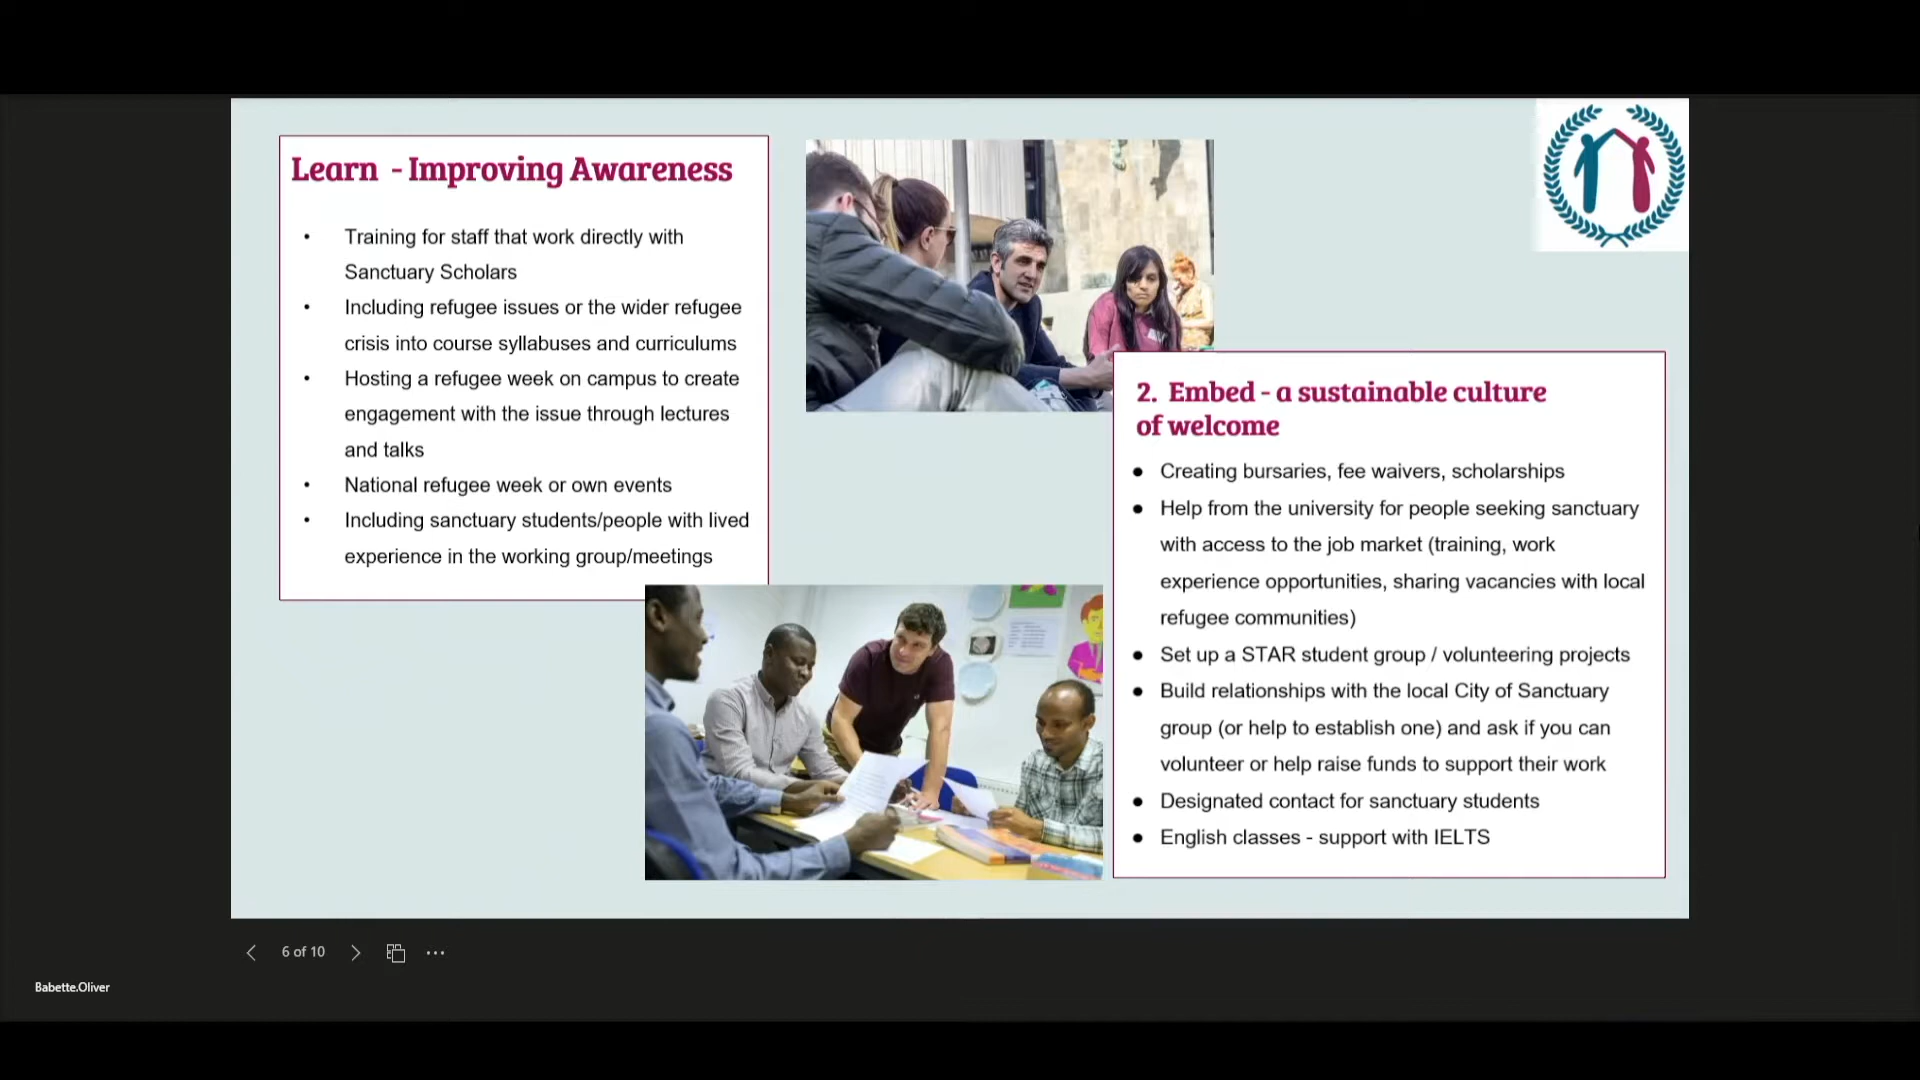 Learn - Improving Awareness
• Training for staff that work directly with
Sanctuary Scholars
• Including refugee issues or the wider refugee
crisis into course syllabuses and curriculums
• Hosting a refugee week on campus to create
engagement with the issue through lectures
and talks
• National refugee week or own events
• Including sanctuary students/people with lived
experience in the working group/meetings
2. Embed - a sustainable culture
of welcome
● Creating bursaries, fee waivers, scholarships
● Help from the university for people seeking sanctuary
with access to the job market (training, work
experience opportunities, sharing vacancies with local
refugee communities)
● Set up a STAR student group / volunteering projects
● Build relationships with the local City of Sanctuary
group (or help to establish one) and ask if you can
volunteer or help raise funds to support their work
● Designated contact for sanctuary students
● English classes - support with IELTS
6 of 10
Babette.Oliver